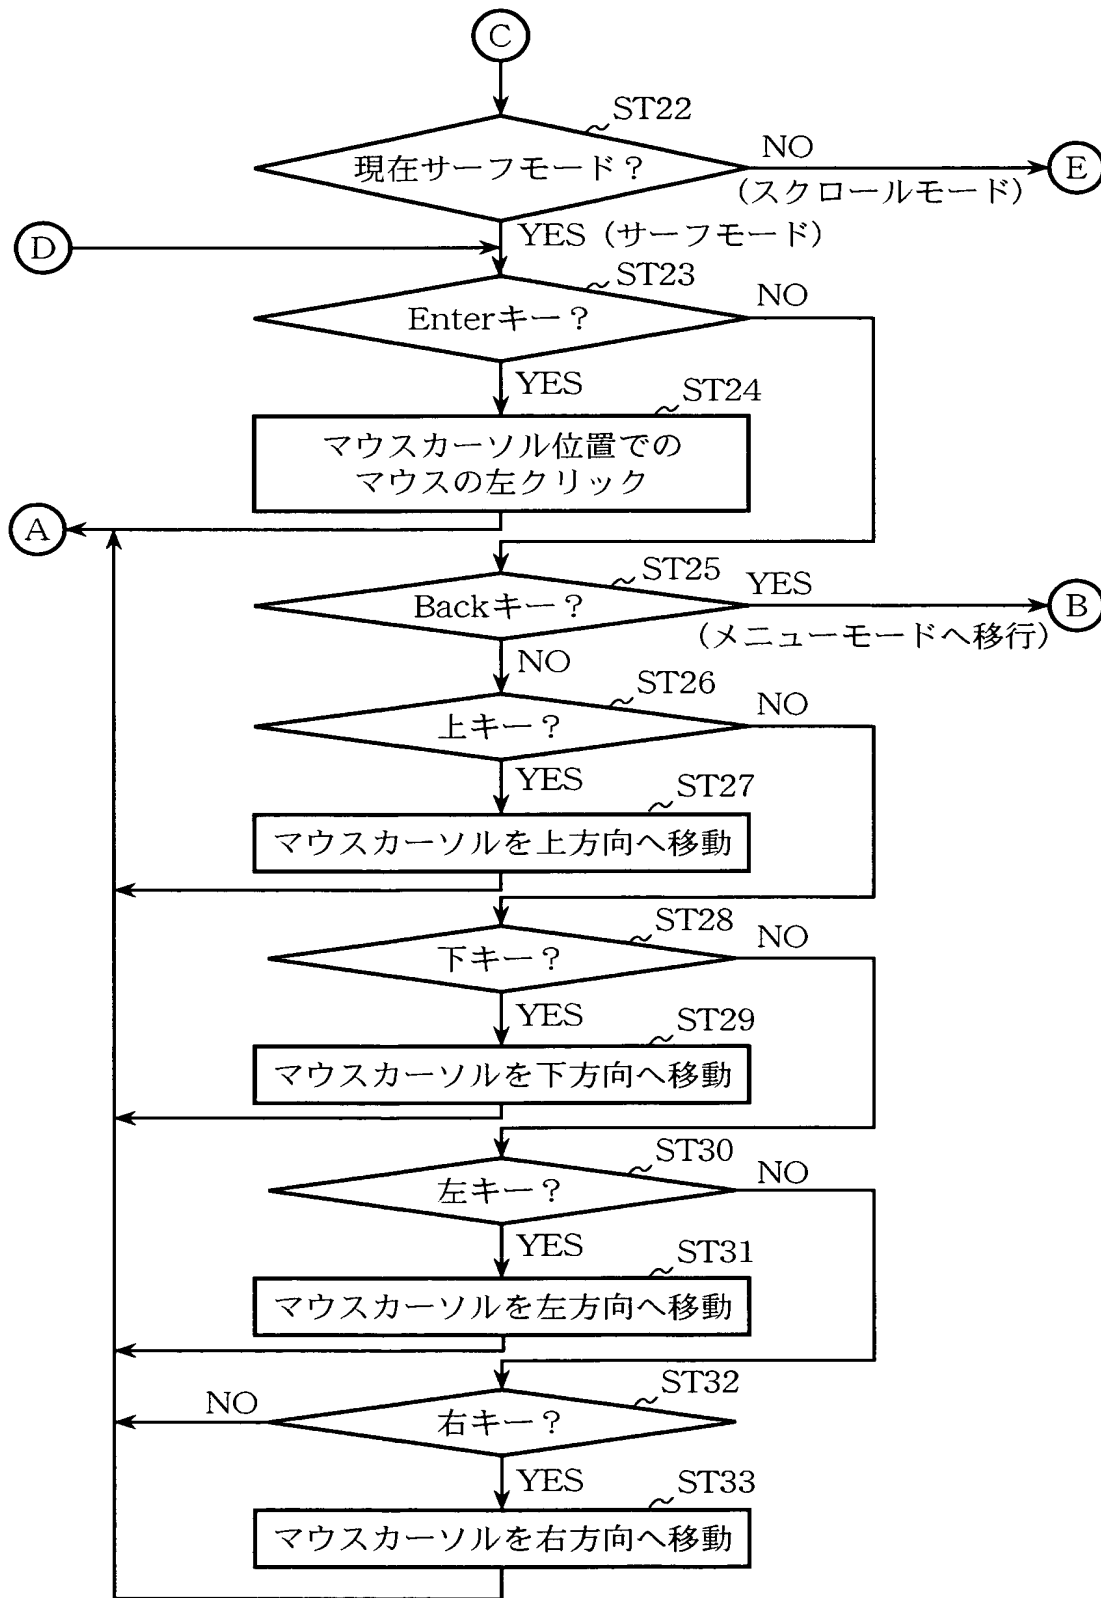 C
ST22
現在サーフモード？
NO
(スクロールモード)
E
D
YES (サーフモード)
ST23
Enterキー？
NO
YES
ST24
マウスカーソル位置での
マウスの左クリック
A
ST25
Backキー？
YES
(メニューモードへ移行)
B
NO
ST26
上キー？
NO
YES
ST27
マウスカーソルを上方向へ移動
ST28
下キー？
NO
YES
ST29
マウスカーソルを下方向へ移動
ST30
左キー？
NO
YES
ST31
マウスカーソルを左方向へ移動
ST32
NO
右キー？
YES
ST33
マウスカーソルを右方向へ移動